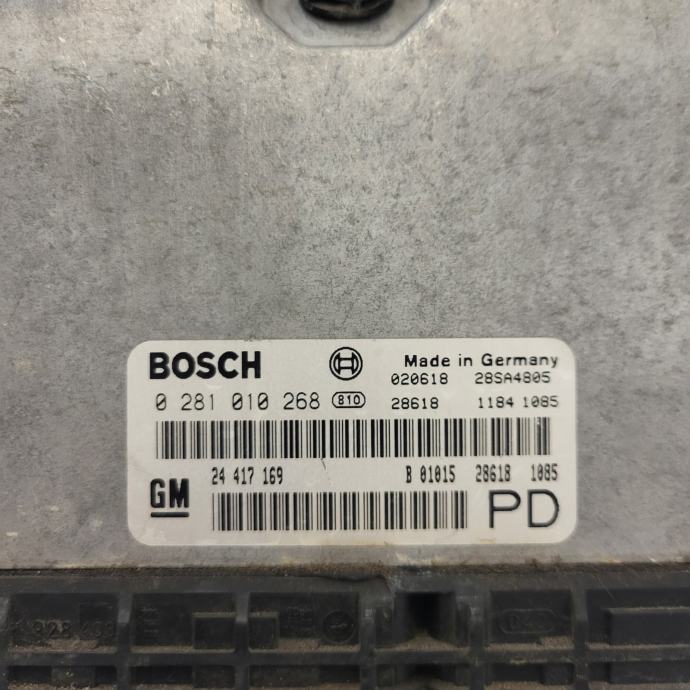 BOSCH Made in Germany
020618 28SA4805
0 281 010 268 810 28618 1184 1085
24 417 169 B 01015 28618 1085
GM PD